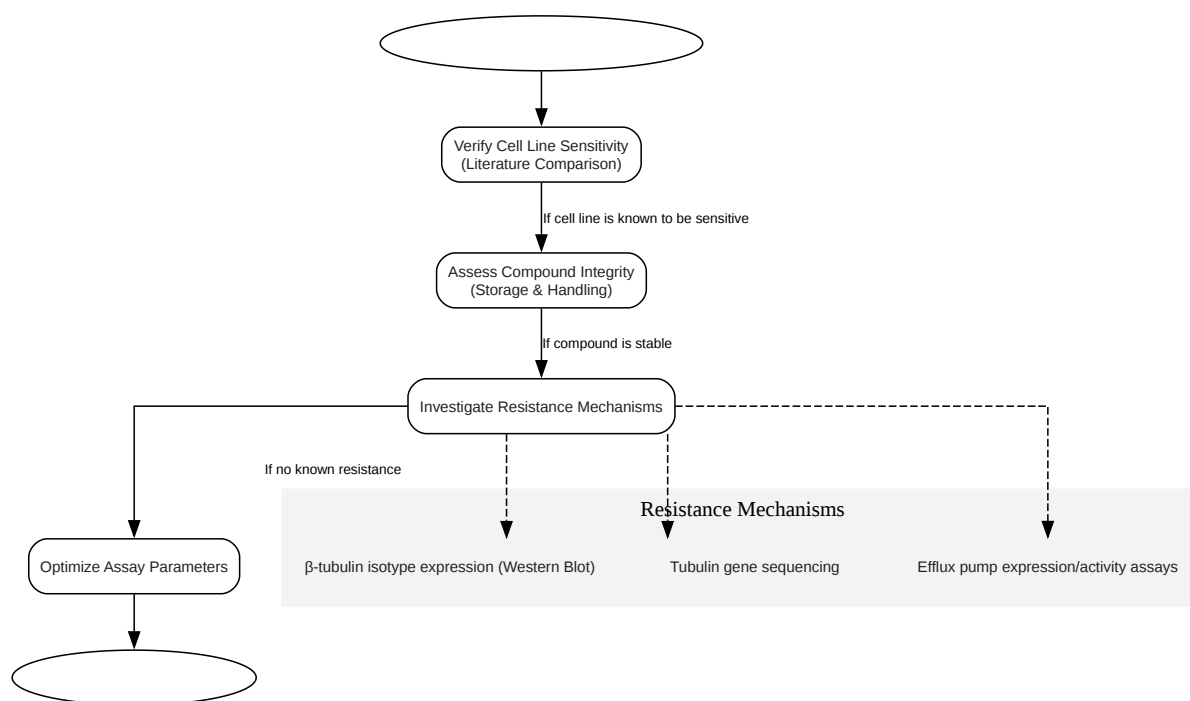 Verify Cell Line Sensitivity
(Literature Comparison)
If cell line is known to be sensitive
Assess Compound Integrity
(Storage & Handling)
If compound is stable
Investigate Resistance Mechanisms
If no known resistance
Resistance Mechanisms
Optimize Assay Parameters
β-tubulin isotype expression (Western Blot)
Tubulin gene sequencing
Efflux pump expression/activity assays